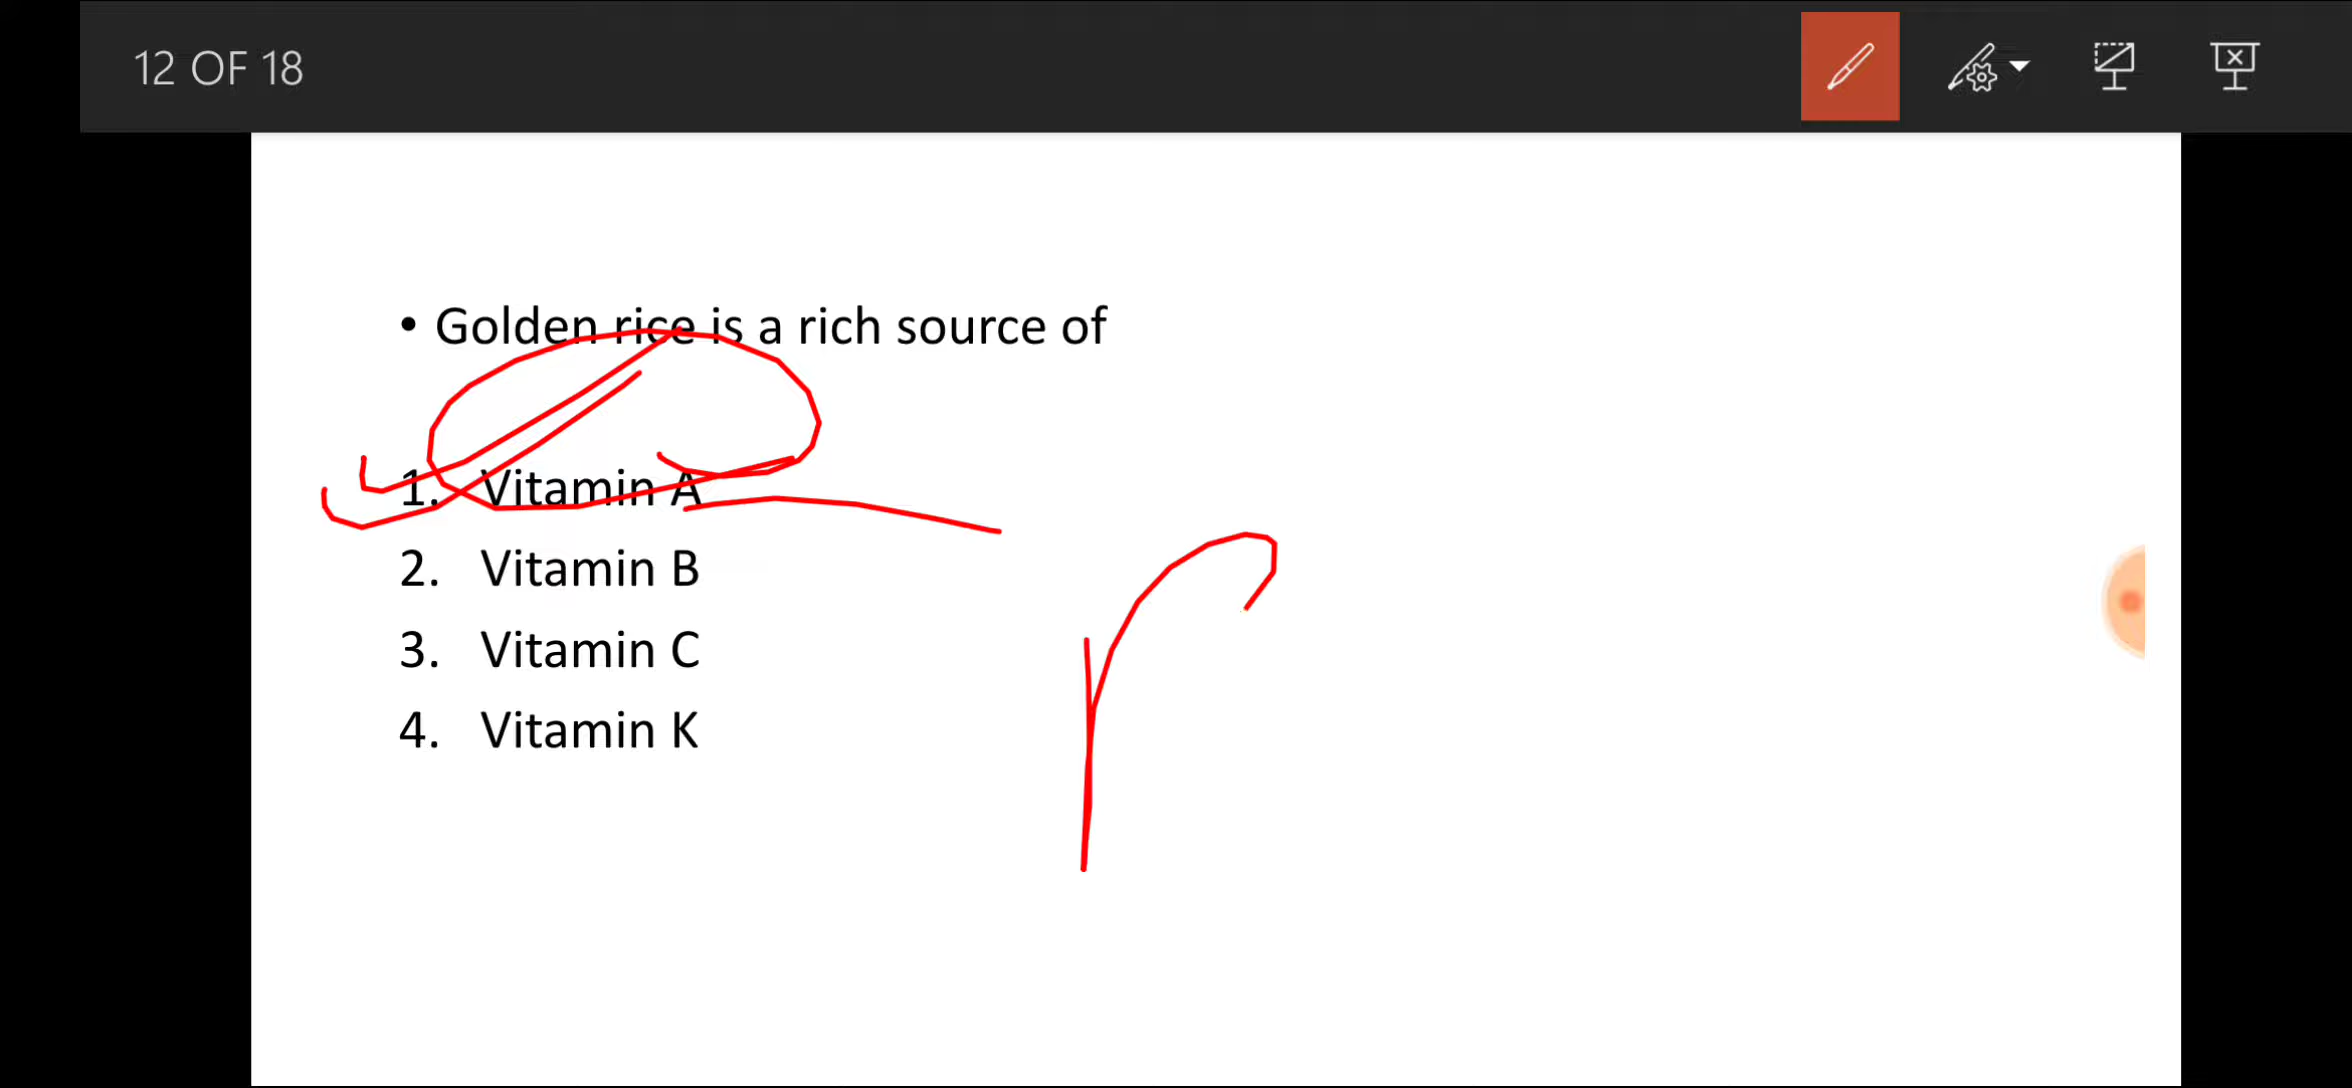 12 OF 18
• Golden rice is a rich source of
1. Vitamin A
2. Vitamin B
3. Vitamin C
4. Vitamin K